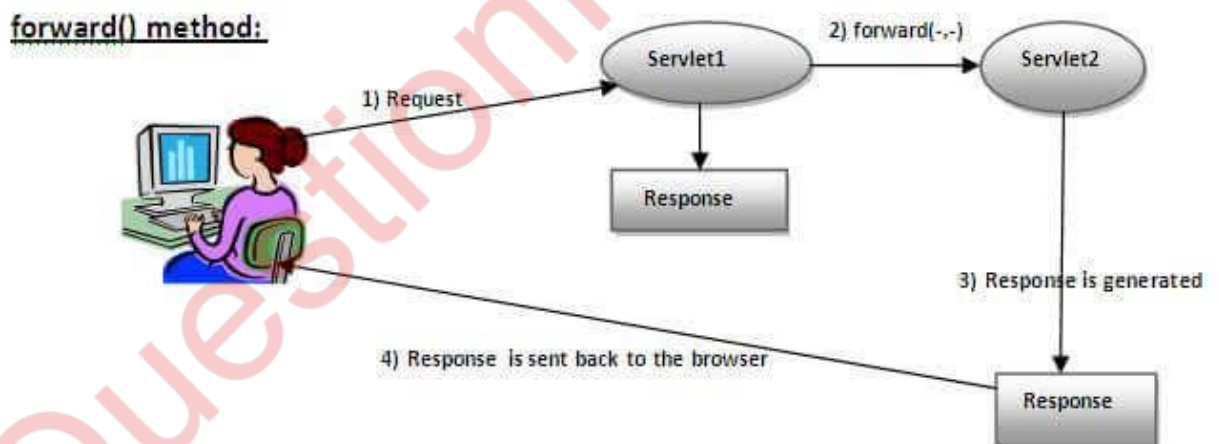 forward() method:
1) Request
Servlet1
2) forward(-,-)
Servlet2
Response
3) Response is generated
4) Response is sent back to the browser
Response
Question